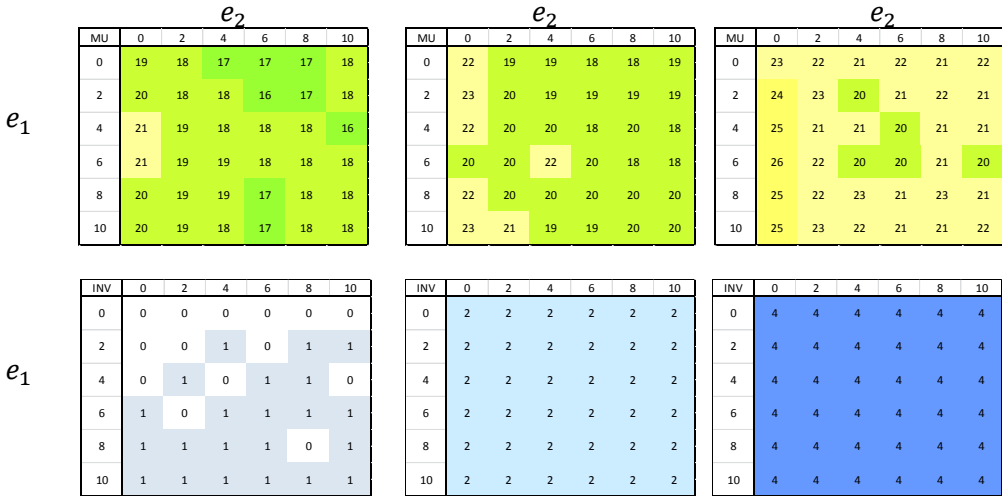 e₂ e₂ e₂
MU 0 2 4 6 8 10 MU 0 2 4 6 8 10 MU 0 2 4 6 8 10
0 19 18 17 17 17 18 0 22 19 19 18 18 19 0 23 22 21 22 21 22
2 20 18 18 16 17 18 2 23 20 19 19 19 19 2 24 23 20 21 22 21
e₁ 4 21 19 18 18 18 16 4 22 20 20 18 20 18 4 25 21 21 20 21 21
6 21 19 19 18 18 18 6 20 20 22 20 18 18 6 26 22 20 20 21 20
8 20 19 19 17 18 18 8 22 20 20 20 20 20 8 25 22 23 21 23 21
10 20 19 18 17 18 18 10 23 21 19 19 20 20 10 25 23 22 21 21 22
INV 0 2 4 6 8 10 INV 0 2 4 6 8 10 INV 0 2 4 6 8 10
0 0 0 0 0 0 0 0 2 2 2 2 2 2 0 4 4 4 4 4 4
2 0 0 1 0 1 1 2 2 2 2 2 2 2 2 4 4 4 4 4 4
e₁ 4 0 1 0 1 1 0 4 2 2 2 2 2 2 4 4 4 4 4 4 4
6 1 0 1 1 1 1 6 2 2 2 2 2 2 6 4 4 4 4 4 4
8 1 1 1 1 0 1 8 2 2 2 2 2 2 8 4 4 4 4 4 4
10 1 1 1 1 1 1 10 2 2 2 2 2 2 10 4 4 4 4 4 4